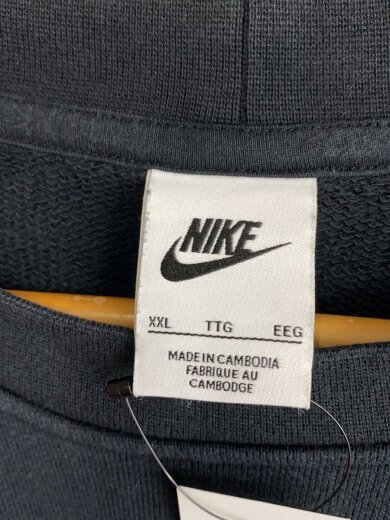 NIKE
XXL TTG EEG
MADE IN CAMBODIA
FABRIQUE AU
CAMBODGE